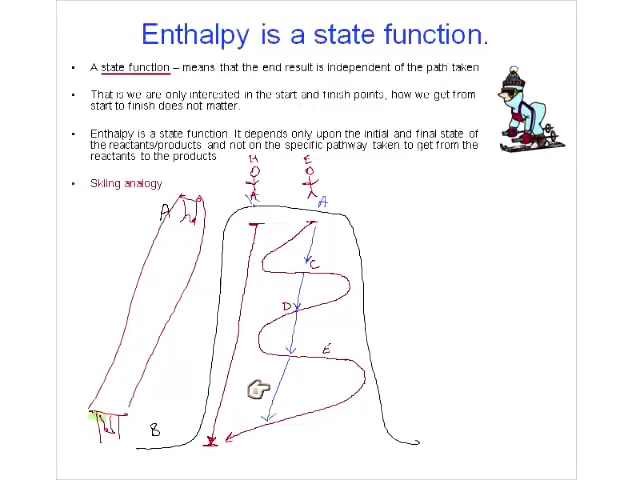 Enthalpy is a state function.
• A state function – means that the end result is independent of the path taken
• That is we are only interested in the start and finish points, how we get from
start to finish does not matter.
• Enthalpy is a state function. It depends only upon the initial and final state of
the reactants/products and not on the specific pathway taken to get from the
reactants to the products
• Skiing analogy
A
A
C
D
E
B